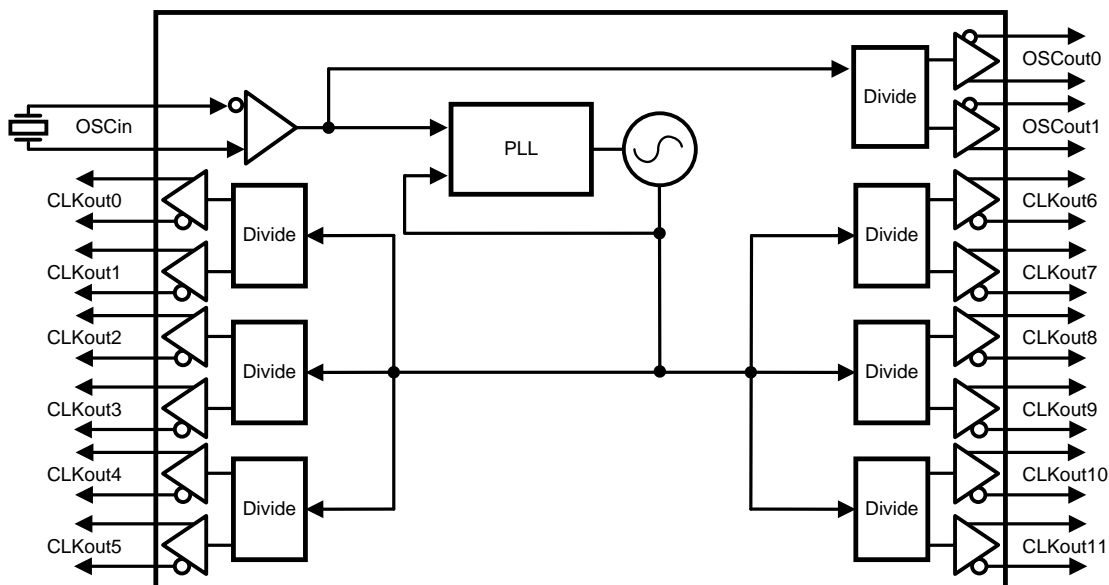 OSCout0
Divide
OSCin
OSCout1
PLL
CLKout0
CLKout6
Divide
Divide
CLKout1
CLKout7
CLKout2
CLKout8
Divide
Divide
CLKout3
CLKout9
CLKout4
CLKout10
Divide
Divide
CLKout5
CLKout11